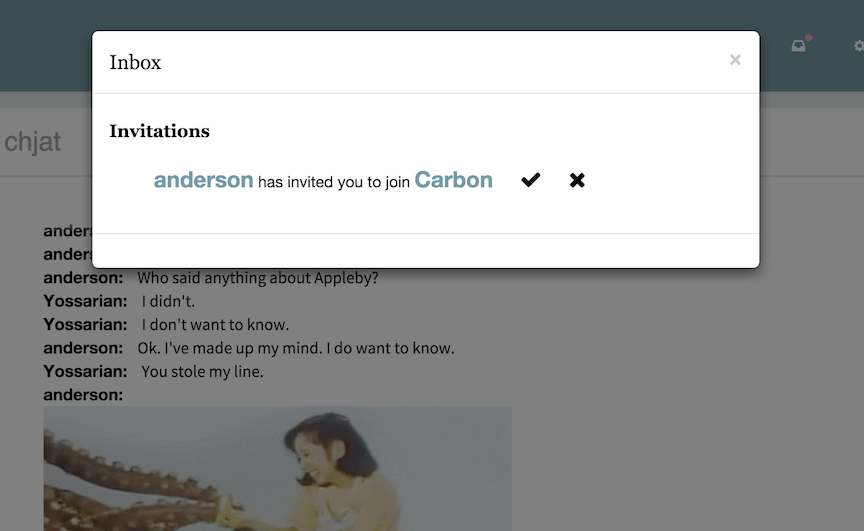 Inbox
×
Invitations
anderson has invited you to join Carbon
chjat
anders
anders
anderson: Who said anything about Appleby?
Yossarian: I didn't.
Yossarian: I don't want to know.
anderson: Ok. I've made up my mind. I do want to know.
Yossarian: You stole my line.
anderson: